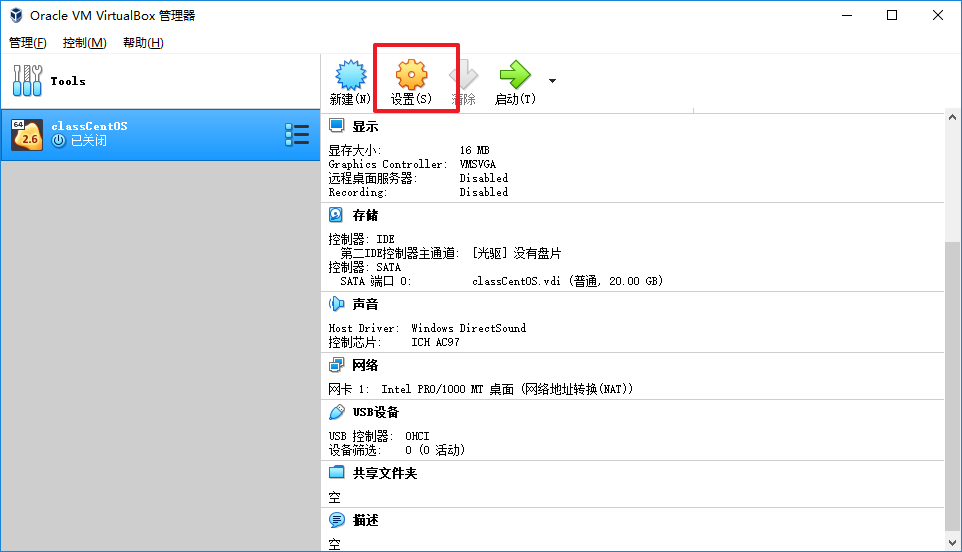 Oracle VM VirtualBox 管理器
管理(F) 控制(M) 帮助(H)
Tools
新建(N) 设置(S) 清除 启动(T)
64
2.6
classCentOS
已关闭
显示
显存大小: 16 MB
Graphics Controller: VMSVGA
远程桌面服务器: Disabled
Recording: Disabled
存储
控制器: IDE
第二IDE控制器主通道: [光驱] 没有盘片
控制器: SATA
SATA 端口 0: classCentOS.vdi (普通, 20.00 GB)
声音
Host Driver: Windows DirectSound
控制芯片: ICH AC97
网络
网卡 1: Intel PRO/1000 MT 桌面 (网络地址转换(NAT))
USB设备
USB 控制器: OHCI
设备筛选: 0 (0 活动)
共享文件夹
空
描述
空